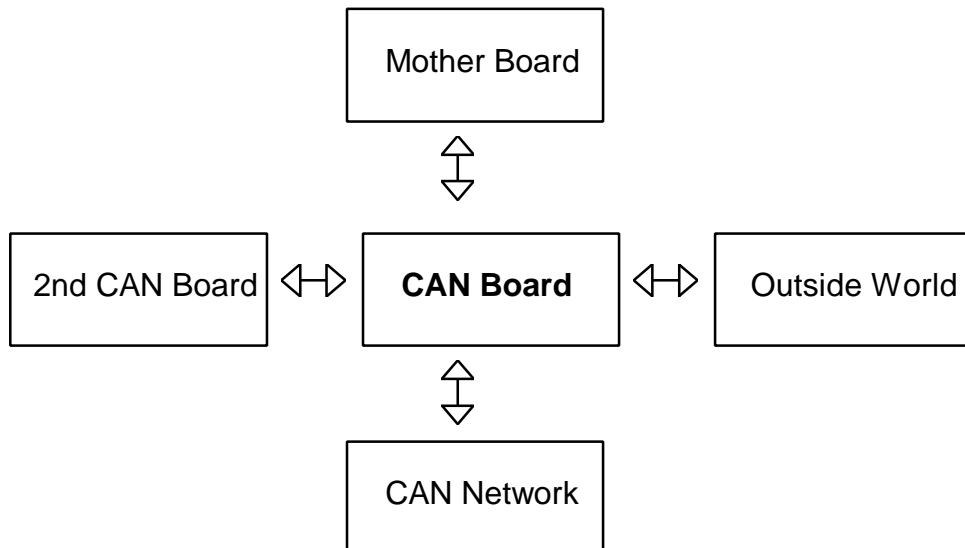 Mother Board
2nd CAN Board
CAN Board
Outside World
CAN Network